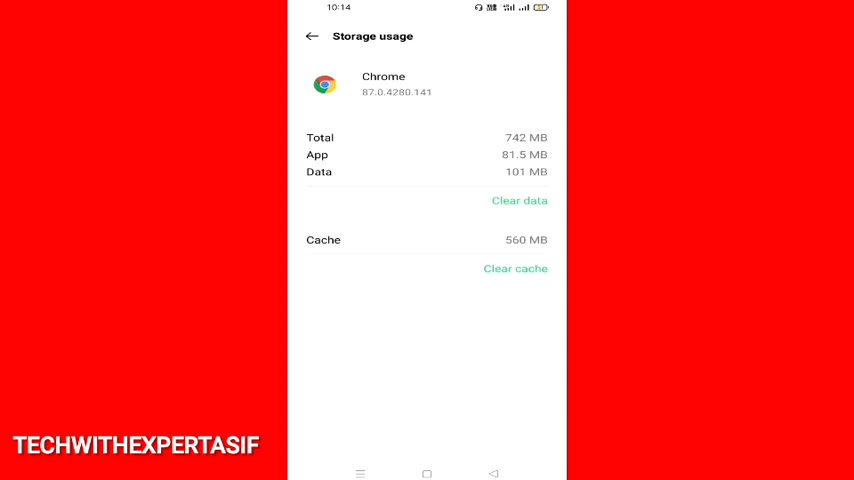 10:14
Storage usage
Chrome
87.0.4280.141
Total 742 MB
App 81.5 MB
Data 101 MB
Clear data
Cache 560 MB
Clear cache
TECHWITHEXPERTASIF